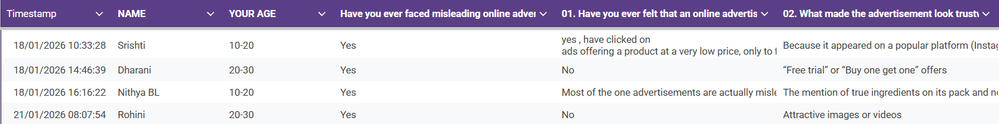 Timestamp NAME YOUR AGE Have you ever faced misleading online adver 01. Have you ever felt that an online advertis 02. What made the advertisement look trustw
18/01/2026 10:33:28 Srishti 10-20 Yes yes , have clicked on
ads offering a product at a very low price, only to f Because it appeared on a popular platform (Instag
18/01/2026 14:46:39 Dharani 20-30 Yes No “Free trial” or “Buy one get one” offers
18/01/2026 16:16:22 Nithya BL 10-20 Yes Most of the one advertisements are actually misle The mention of true ingredients on its pack and no
21/01/2026 08:07:54 Rohini 20-30 Yes No Attractive images or videos